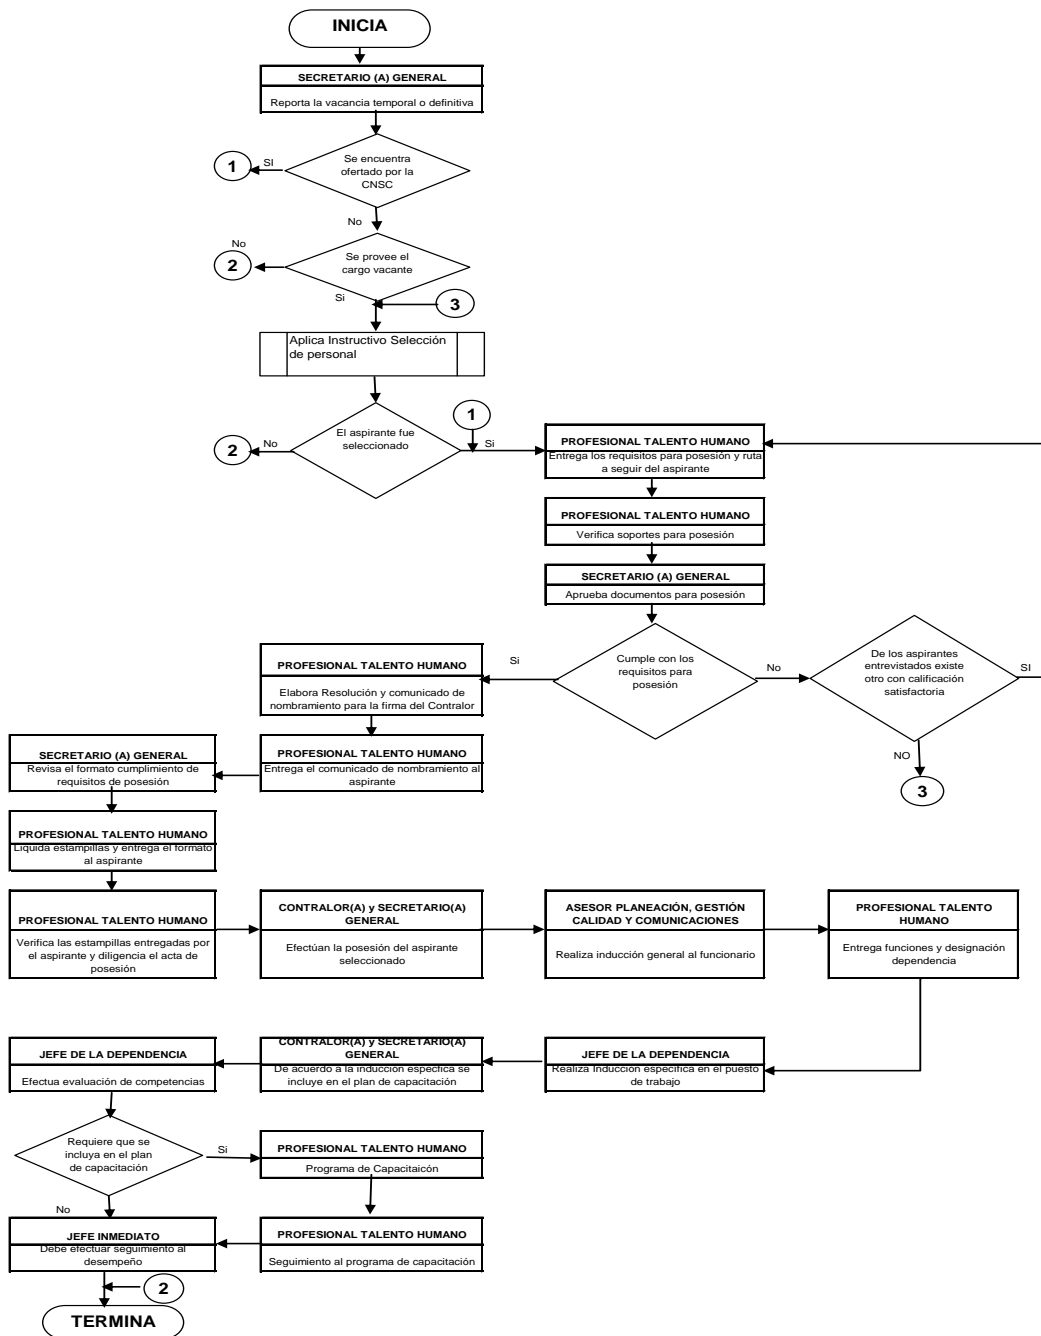 INICIA
SECRETARIO (A) GENERAL
Reporta la vacancia temporal o definitiva
Se encuentra
ofertado por la
CNSC
SI
1
No
Se provee el
cargo vacante
No
2
Si
3
Aplica Instructivo Selección
de personal
El aspirante fue
seleccionado
No
2
1
Si
PROFESIONAL TALENTO HUMANO
Entrega los requisitos para posesión y ruta
a seguir del aspirante
PROFESIONAL TALENTO HUMANO
Verifica soportes para posesión
SECRETARIO (A) GENERAL
Aprueba documentos para posesión
Cumple con los
requisitos para
posesión
Si
No
De los aspirantes
entrevistados existe
otro con calificación
satisfactoria
SI
NO
3
PROFESIONAL TALENTO HUMANO
Elabora Resolución y comunicado de
nombramiento para la firma del Contralor
PROFESIONAL TALENTO HUMANO
Entrega el comunicado de nombramiento al
aspirante
SECRETARIO (A) GENERAL
Revisa el formato cumplimiento de
requisitos de posesión
PROFESIONAL TALENTO HUMANO
Liquida estampillas y entrega el formato
al aspirante
PROFESIONAL TALENTO HUMANO
Verifica las estampillas entregadas por
el aspirante y diligencia el acta de
posesión
CONTRALOR(A) y SECRETARIO(A)
GENERAL
Efectúan la posesión del aspirante
seleccionado
ASESOR PLANEACIÓN, GESTIÓN
CALIDAD Y COMUNICACIONES
Realiza inducción general al funcionario
PROFESIONAL TALENTO
HUMANO
Entrega funciones y designación
dependencia
JEFE DE LA DEPENDENCIA
Realiza Inducción específica en el puesto
de trabajo
CONTRALOR(A) y SECRETARIO(A)
GENERAL
De acuerdo a la inducción específca se
incluye en el plan de capacitación
JEFE DE LA DEPENDENCIA
Efectua evaluación de competencias
Requiere que se
incluya en el plan
de capacitación
Si
PROFESIONAL TALENTO HUMANO
Programa de Capacitaicón
No
PROFESIONAL TALENTO HUMANO
Seguimiento al programa de capacitación
JEFE INMEDIATO
Debe efectuar seguimiento al
desempeño
2
TERMINA